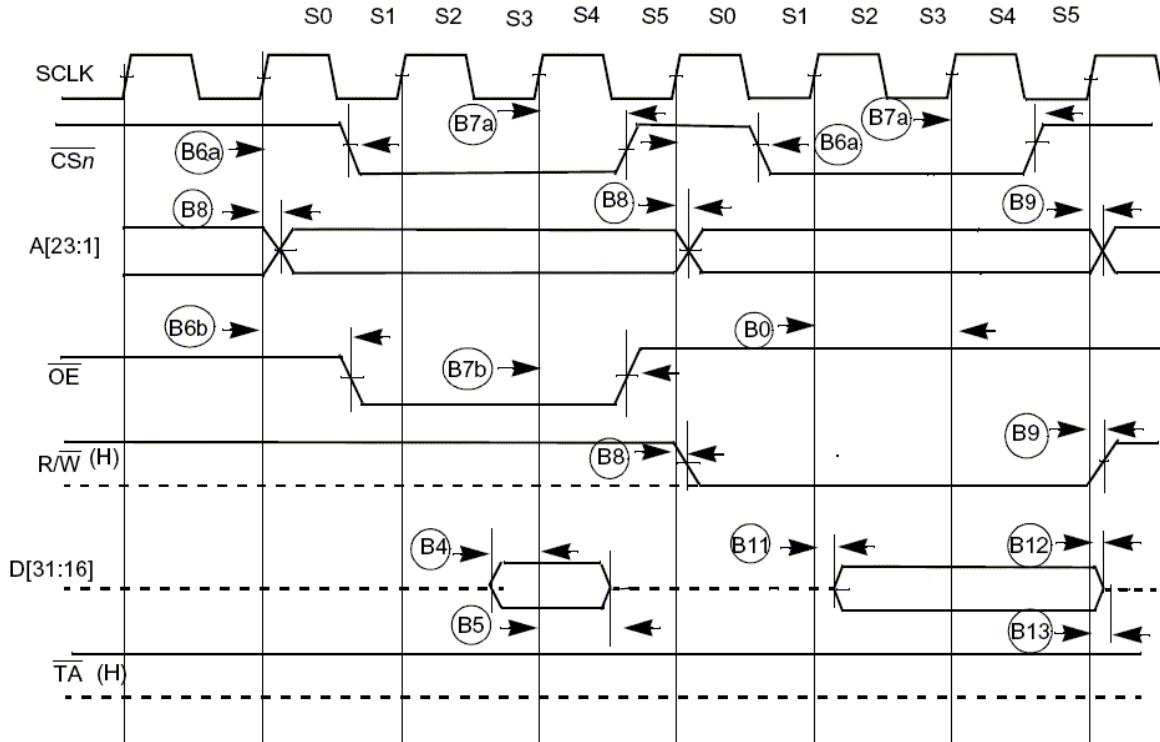 S0 S1 S2 S3 S4 S5 S0 S1 S2 S3 S4 S5
SCLK
B7a B7a
CSn B6a B6a
B8 B8 B9
A[23:1]
B6b B0
OE B7b
R/W (H) B8 B9
B4 B11 B12
D[31:16]
B5 B13
TA (H)